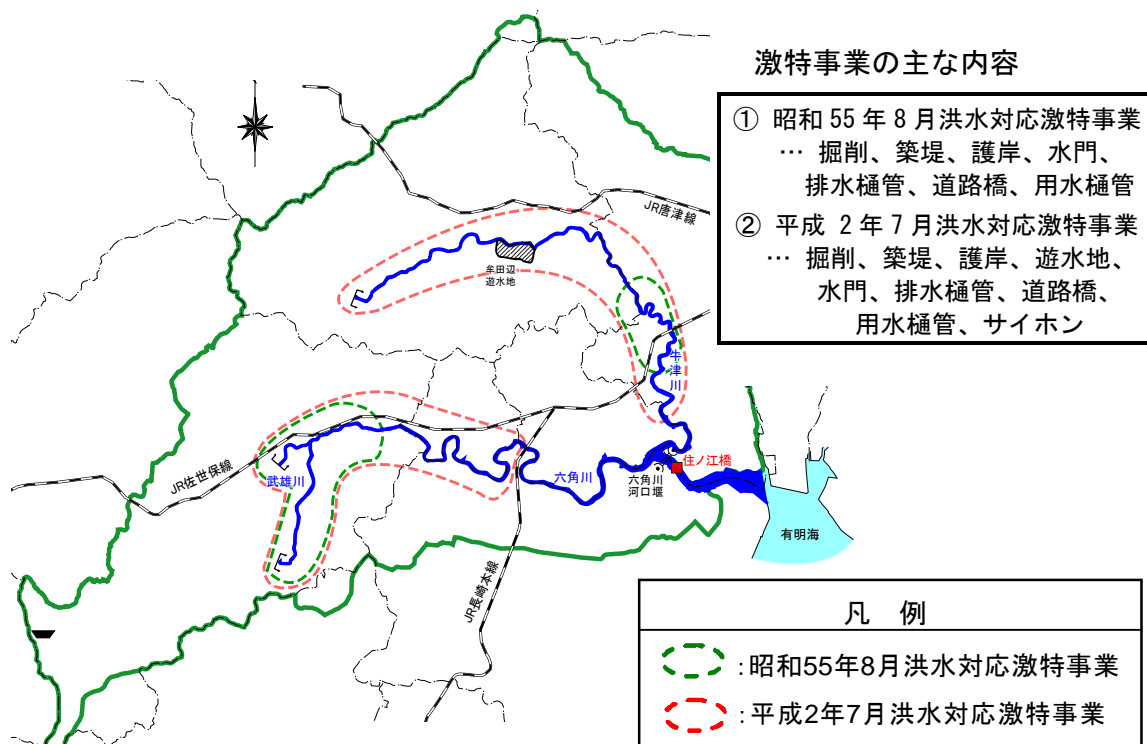 激特事業の主な内容
① 昭和 55 年 8 月洪水対応激特事業
… 掘削、築堤、護岸、水門、
排水樋管、道路橋、用水樋管
② 平成 2 年 7 月洪水対応激特事業
… 掘削、築堤、護岸、遊水地、
水門、排水樋管、道路橋、
用水樋管、サイホン
JR唐津線
牟田辺
遊水地
牛津川
JR佐世保線
武雄川
六角川
六角川
河口堰
住ノ江橋
有明海
JR長崎本線
凡 例
:昭和55年8月洪水対応激特事業
:平成2年7月洪水対応激特事業